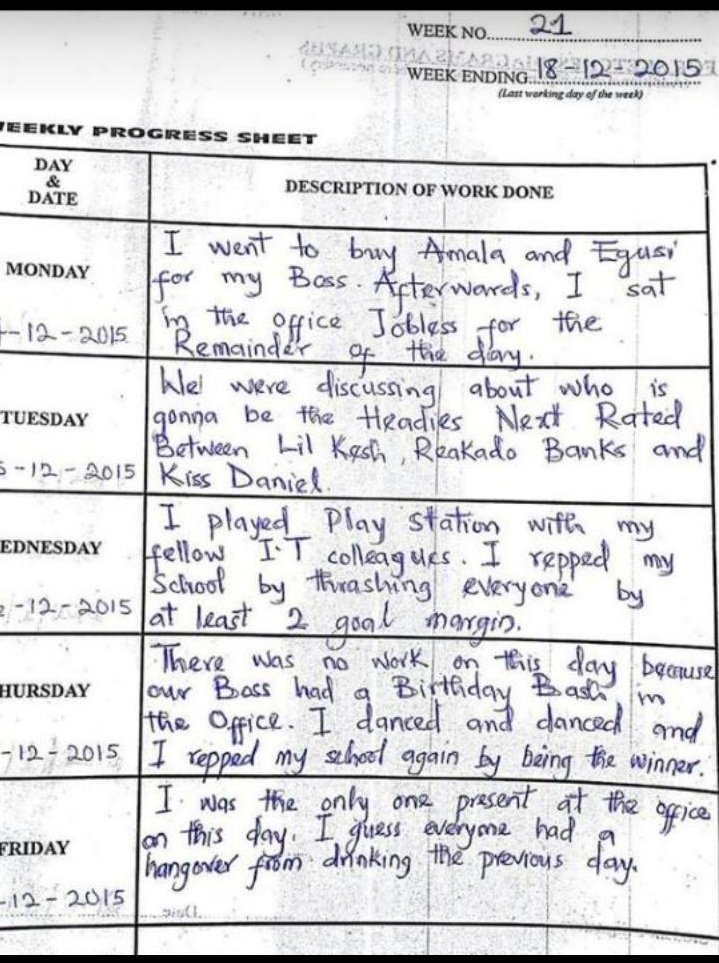 WEEK NO. 21
WEEK ENDING 18-12-2015
(Last working day of the week)
WEEKLY PROGRESS SHEET
DAY
&
DATE
DESCRIPTION OF WORK DONE
MONDAY
-12-2015
I went to buy Amala and Egusi
for my Boss. Afterwards, I sat
in the office Jobless for the
Remainder of the day.
TUESDAY
-12-2015
We were discussing about who is
gonna be the Headies Next Rated
Between Lil Kesh, Reakado Banks and
Kiss Daniel.
EDNESDAY
-12-2015
I played Play station with my
fellow I.T colleagues. I repped my
School by thrashing everyone by
at least 2 goal margin.
HURSDAY
-12-2015
There was no work on this day because
our Boss had a Birthday Bash in
the Office. I danced and danced and
I repped my school again by being the winner.
FRIDAY
-12-2015
I was the only one present at the office
on this day. I guess everyone had a
hangover from drinking the previous day.